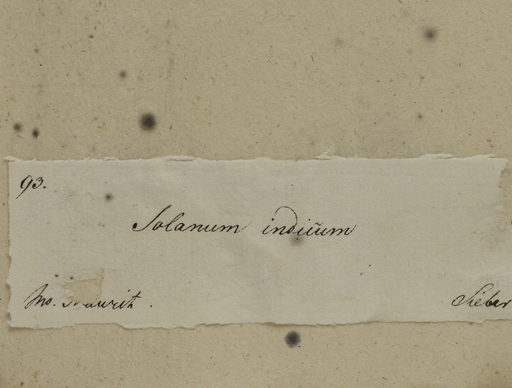 93.
Solanum indicum
Ins. Maurit. Sieber